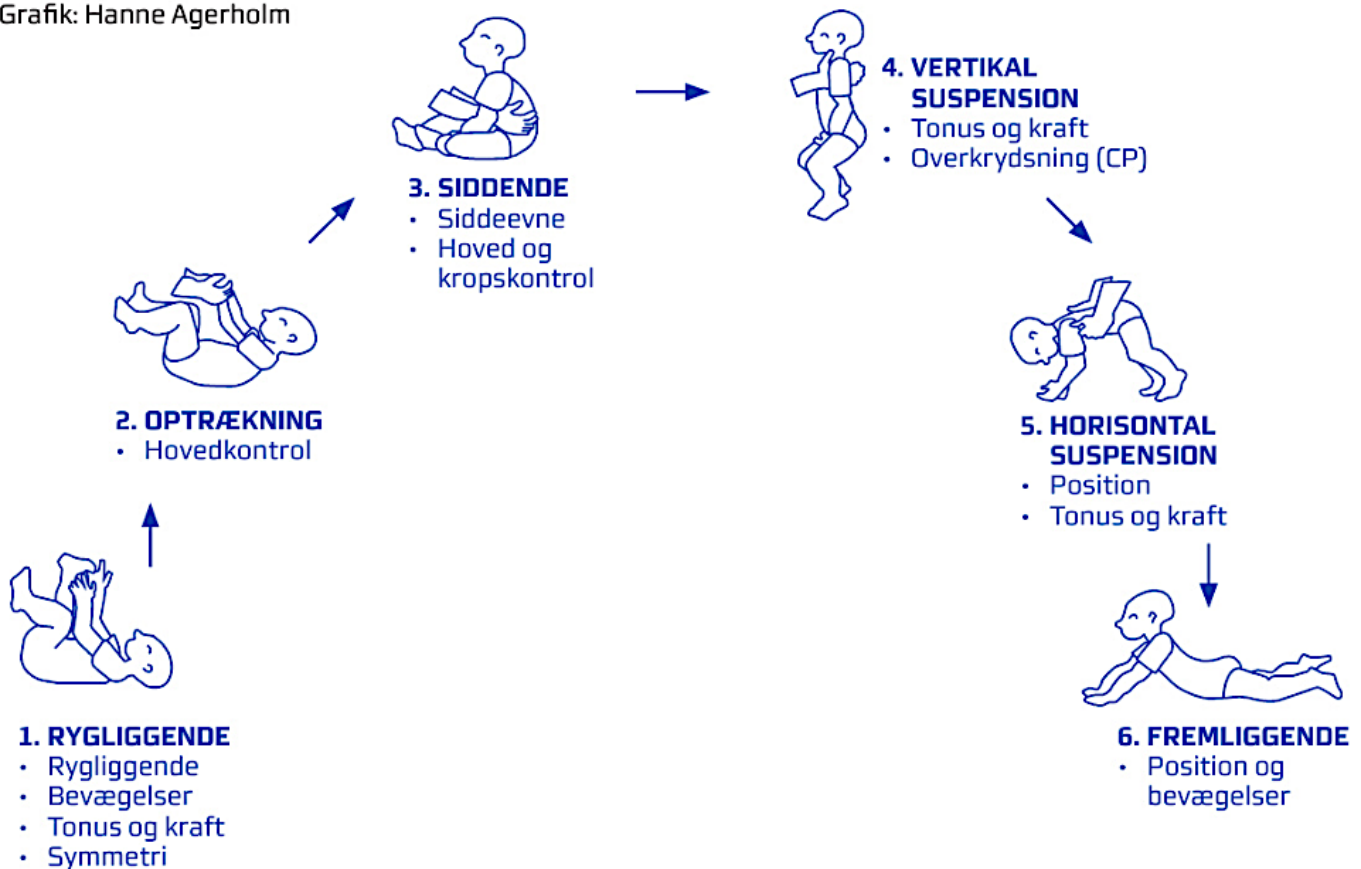 Grafik: Hanne Agerholm
1. RYGLIGGENDE
• Rygliggende
• Bevægelser
• Tonus og kraft
• Symmetri
2. OPTRÆKNING
• Hovedkontrol
3. SIDDENDE
• Siddeevne
• Hoved og
kropskontrol
4. VERTIKAL
SUSPENSION
• Tonus og kraft
• Overkrydsning (CP)
5. HORISONTAL
SUSPENSION
• Position
• Tonus og kraft
6. FREMLIGGENDE
• Position og
bevægelser